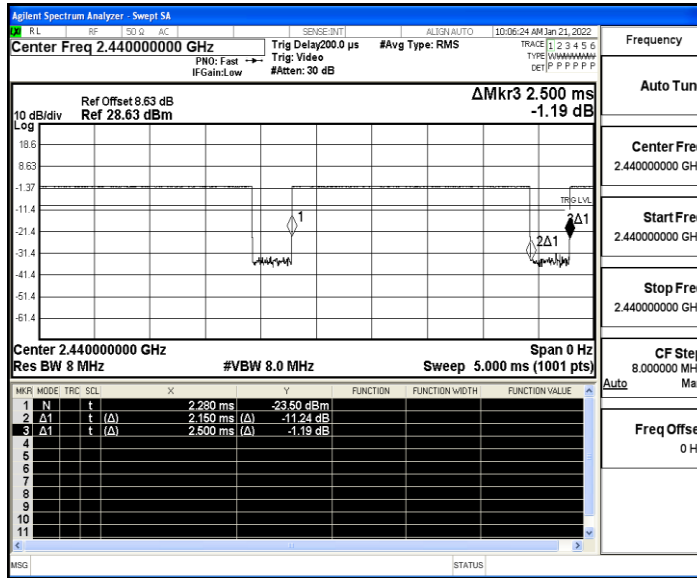 Agilent Spectrum Analyzer - Swept SA
RL RF 50 Ω AC SENSE:INT ALIGN AUTO 10:06:24 AM Jan 21, 2022
Center Freq 2.440000000 GHz
PNO: Fast
IFGain:Low
Trig Delay200.0 µs
Trig: Video
#Atten: 30 dB
#Avg Type: RMS
TRACE 1 2 3 4 5 6
TYPE WWWWWW
DET P P P P P P
Frequency
Auto Tun
Center Fre
2.440000000 GH
Start Fre
2.440000000 GH
Stop Fre
2.440000000 GH
CF Step
8.000000 MH
Auto Ma
Freq Offse
0 H
Ref Offset 8.63 dB
10 dB/div Ref 28.63 dBm
Log
ΔMkr3 2.500 ms
-1.19 dB
18.6
8.63
-1.37
-11.4
-21.4
-31.4
-41.4
-51.4
-61.4
TRIG LVL
1
2Δ1
3Δ1
Center 2.440000000 GHz Span 0 Hz
Res BW 8 MHz #VBW 8.0 MHz Sweep 5.000 ms (1001 pts)
MKR MODE TRC SCL X Y FUNCTION FUNCTION WIDTH FUNCTION VALUE
1 N t 2.280 ms -23.50 dBm
2 Δ1 t (Δ) 2.150 ms (Δ) -11.24 dB
3 Δ1 t (Δ) 2.500 ms (Δ) -1.19 dB
4
5
6
7
8
9
10
11
MSG STATUS